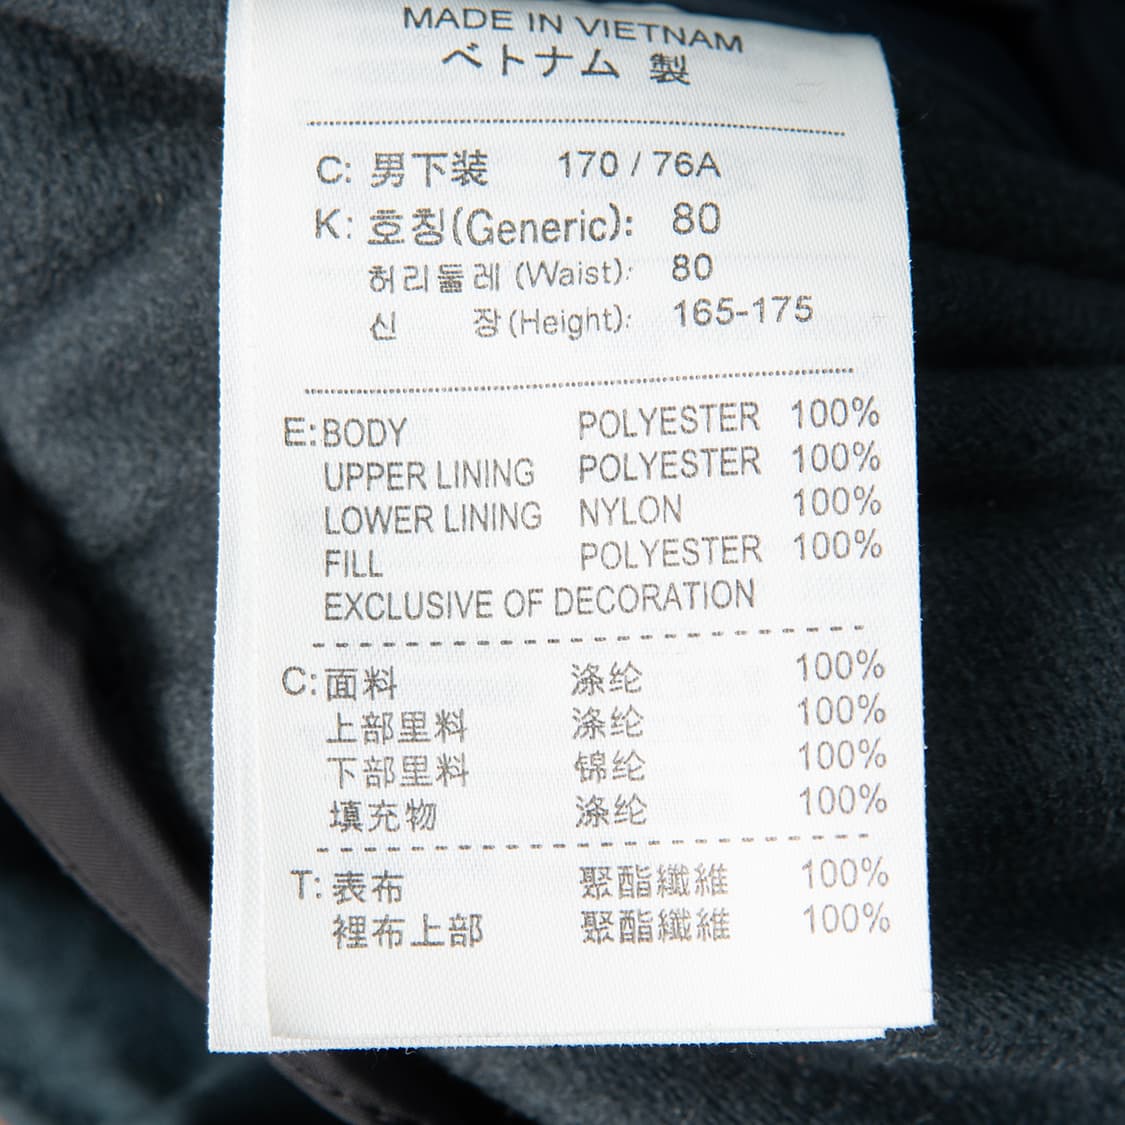 MADE IN VIETNAM
ベトナム 製
C: 男下装 170 / 76A
K: 호칭(Generic): 80
허리둘레 (Waist): 80
신 장(Height): 165-175
E: BODY POLYESTER 100%
UPPER LINING POLYESTER 100%
LOWER LINING NYLON 100%
FILL POLYESTER 100%
EXCLUSIVE OF DECORATION
C: 面料 涤纶 100%
上部里料 涤纶 100%
下部里料 锦纶 100%
填充物 涤纶 100%
T: 表布 聚酯纖維 100%
裡布上部 聚酯纖維 100%